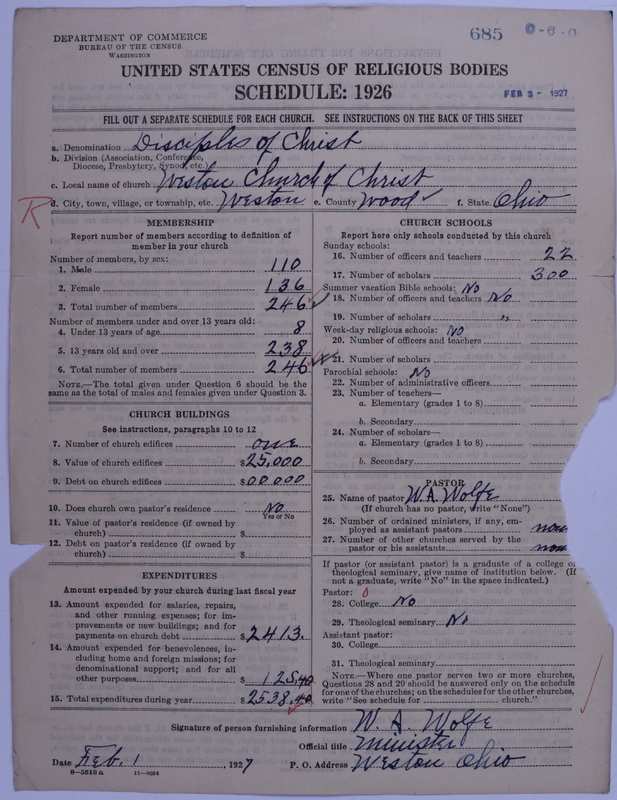 DEPARTMENT OF COMMERCE
BUREAU OF THE CENSUS
WASHINGTON
685
0-6-0
UNITED STATES CENSUS OF RELIGIOUS BODIES
SCHEDULE: 1926
FEB 3 - 1927
FILL OUT A SEPARATE SCHEDULE FOR EACH CHURCH. SEE INSTRUCTIONS ON THE BACK OF THIS SHEET
a. Denomination Disciples of Christ
b. Division (Association, Conference,
Diocese, Presbytery, Synod, etc.)
c. Local name of church Weston Church of Christ
R d. City, town, village, or township, etc. Weston e. County Wood ✓ f. State Ohio
MEMBERSHIP
Report number of members according to definition of
member in your church
Number of members, by sex:
1. Male 110
2. Female 136
3. Total number of members 246 ✓
Number of members under and over 13 years old:
4. Under 13 years of age 8
5. 13 years old and over 238
6. Total number of members 246
NOTE.—The total given under Question 6 should be the
same as the total of males and females given under Question 3.
CHURCH BUILDINGS
See instructions, paragraphs 10 to 12
7. Number of church edifices one
8. Value of church edifices $25,000
9. Debt on church edifices $00,000
10. Does church own pastor's residence No
Yes or No
11. Value of pastor's residence (if owned by
church) $
12. Debt on pastor's residence (if owned by
church) $
EXPENDITURES
Amount expended by your church during last fiscal year
13. Amount expended for salaries, repairs,
and other running expenses; for im-
provements or new buildings; and for
payments on church debt $2413.
14. Amount expended for benevolences, in-
cluding home and foreign missions; for
denominational support; and for all
other purposes $125.40
15. Total expenditures during year $2538.40
CHURCH SCHOOLS
Report here only schools conducted by this church
Sunday schools:
16. Number of officers and teachers 22
17. Number of scholars 300
Summer vacation Bible schools: No
18. Number of officers and teachers No
19. Number of scholars "
Week-day religious schools: No
20. Number of officers and teachers
21. Number of scholars
Parochial schools: No
22. Number of administrative officers
23. Number of teachers—
a. Elementary (grades 1 to 8)
b. Secondary
24. Number of scholars—
a. Elementary (grades 1 to 8)
b. Secondary
PASTOR
25. Name of pastor W. A. Wolfe
(If church has no pastor, write "None")
26. Number of ordained ministers, if any, em-
ployed as assistant pastors
27. Number of other churches served by the
pastor or his assistants
If pastor (or assistant pastor) is a graduate of a college o
theological seminary, give name of institution below. (If
not a graduate, write "No" in the space indicated.)
Pastor: 0
28. College No
29. Theological seminary No
Assistant pastor:
30. College
31. Theological seminary
NOTE.—Where one pastor serves two or more churches,
Questions 28 and 29 should be answered only on the schedule
for one of the churches; on the schedules for the other churches,
write "See schedule for church."
Signature of person furnishing information W. A. Wolfe
Official title Minister
Date Feb. 1, 1927 P. O. Address Weston Ohio
8-5518 a 11-9064